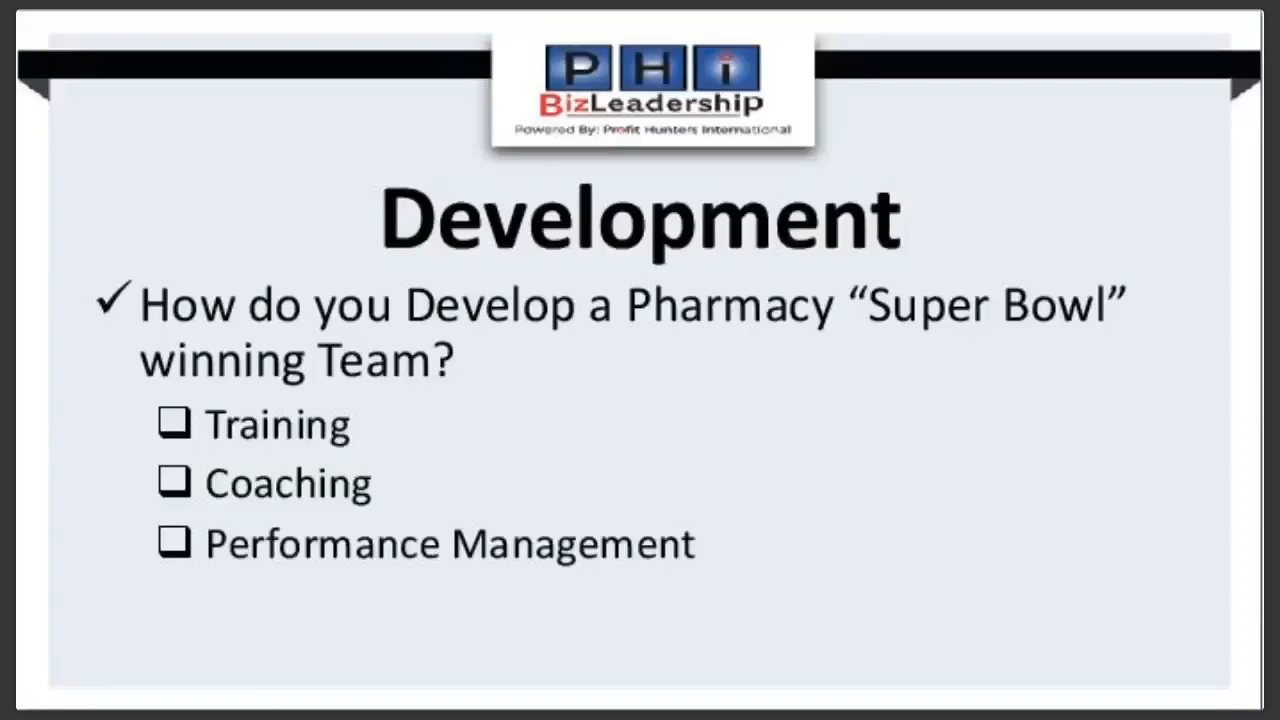 PHi
BizLeadership
Powered By: Profit Hunters International
Development
✓ How do you Develop a Pharmacy “Super Bowl”
winning Team?
❑ Training
❑ Coaching
❑ Performance Management